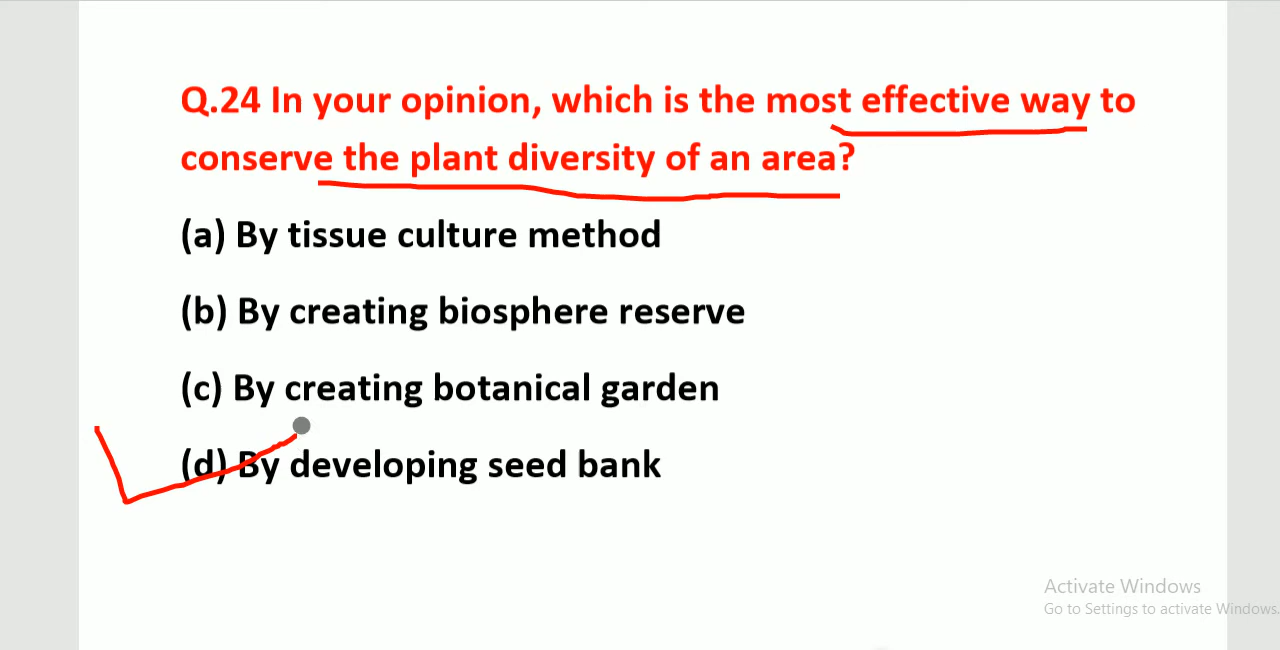 Q.24 In your opinion, which is the most effective way to
conserve the plant diversity of an area?
(a) By tissue culture method
(b) By creating biosphere reserve
(c) By creating botanical garden
(d) By developing seed bank
Activate Windows
Go to Settings to activate Windows.